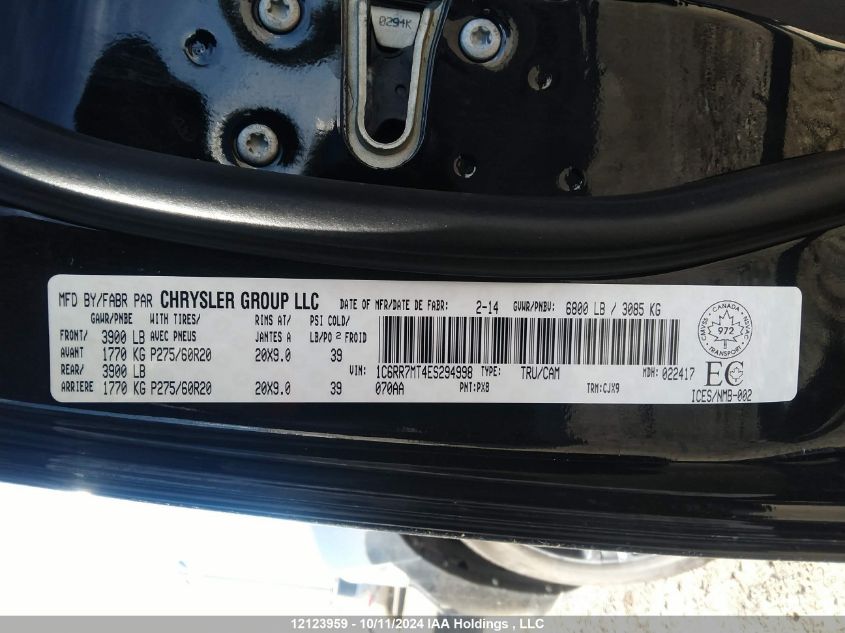 0294K
MFD BY/FABR PAR CHRYSLER GROUP LLC DATE OF MFR/DATE DE FABR: 2-14 GVWR/PNBV: 6800 LB / 3085 KG
GAWR/PNBE WITH TIRES/ RIMS AT/ PSI COLD/
FRONT/ 3900 LB AVEC PNEUS JANTES A LB/PO 2 FROID
AVANT 1770 KG P275/60R20 20X9.0 39
REAR/ 3900 LB
ARRIERE 1770 KG P275/60R20 20X9.0 39
VIN: 1C6RR7MT4ES294998 TYPE: TRU/CAM MDH: 022417
070AA PNT: PXB TRM: CJX9
CMVSS CANADA NSVAC
972
TRANSPORT
EC
ICES/NMB-002
12123959 - 10/11/2024 IAA Holdings , LLC